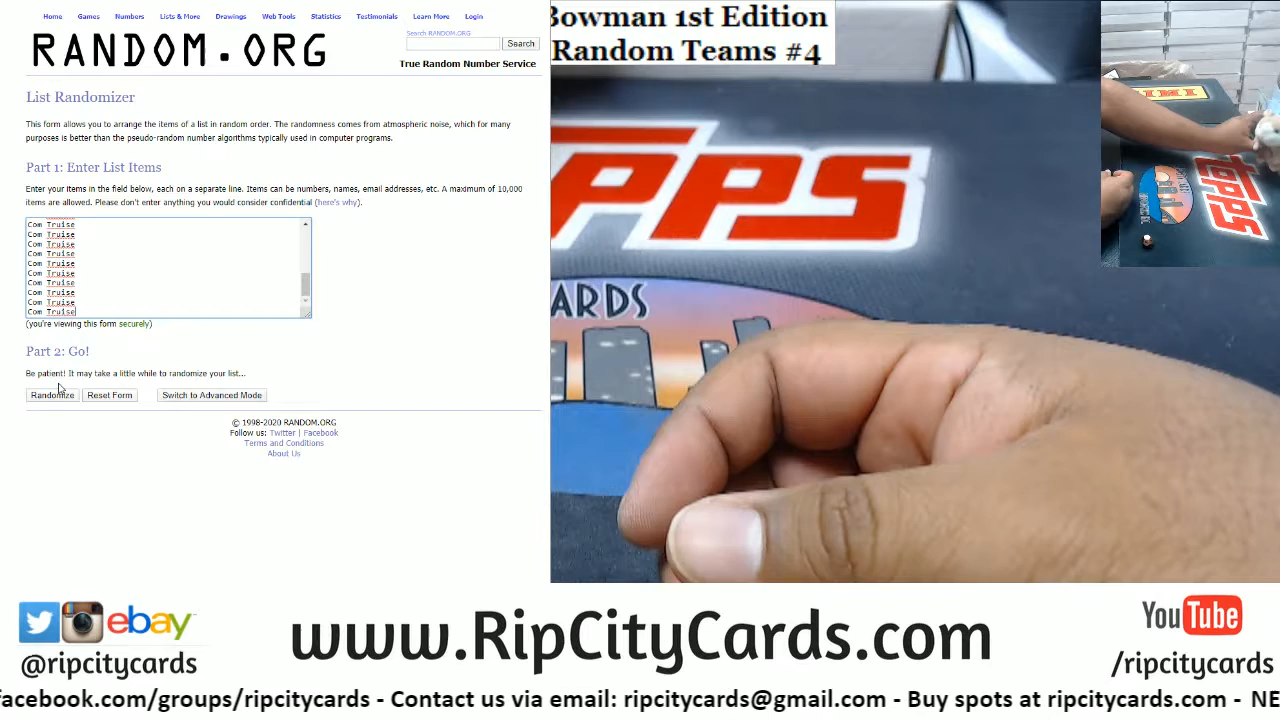 Home Games Numbers Lists & More Drawings Web Tools Statistics Testimonials Learn More Login
RANDOM.ORG
Search RANDOM.ORG
Search
True Random Number Service
List Randomizer
This form allows you to arrange the items of a list in random order. The randomness comes from atmospheric noise, which for many
purposes is better than the pseudo-random number algorithms typically used in computer programs.
Part 1: Enter List Items
Enter your items in the field below, each on a separate line. Items can be numbers, names, email addresses, etc. A maximum of 10,000
items are allowed. Please don't enter anything you would consider confidential (here's why).
Com Truise
Com Truise
Com Truise
Com Truise
Com Truise
Com Truise
Com Truise
Com Truise
Com Truise
Com Truise
(you're viewing this form securely)
Part 2: Go!
Be patient! It may take a little while to randomize your list...
Randomize Reset Form Switch to Advanced Mode
© 1998-2020 RANDOM.ORG
Follow us: Twitter | Facebook
Terms and Conditions
About Us
Bowman 1st Edition
Random Teams #4
TOPPS
ARDS
TOPPS
ebay
@ripcitycards
www.RipCityCards.com
YouTube
/ripcitycards
facebook.com/groups/ripcitycards - Contact us via email: ripcitycards@gmail.com - Buy spots at ripcitycards.com - NE